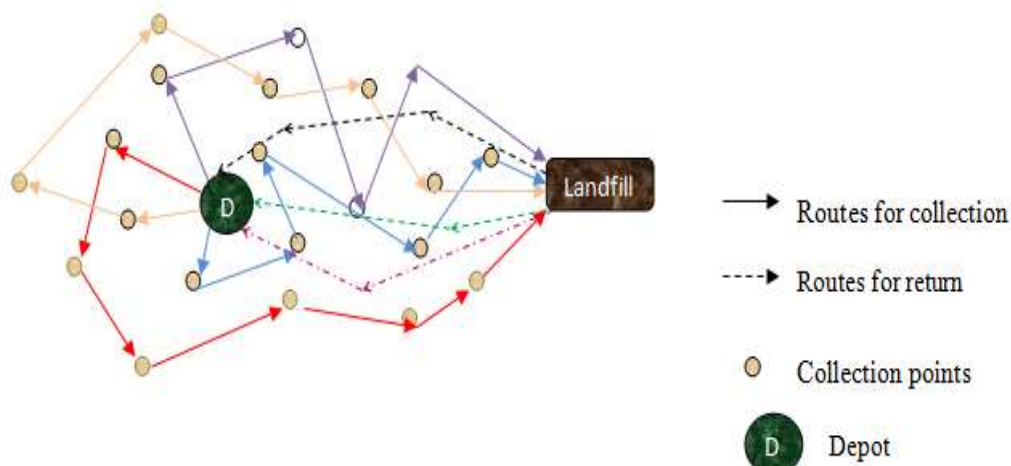 Landfill
D
Routes for collection
Routes for return
Collection points
D
Depot